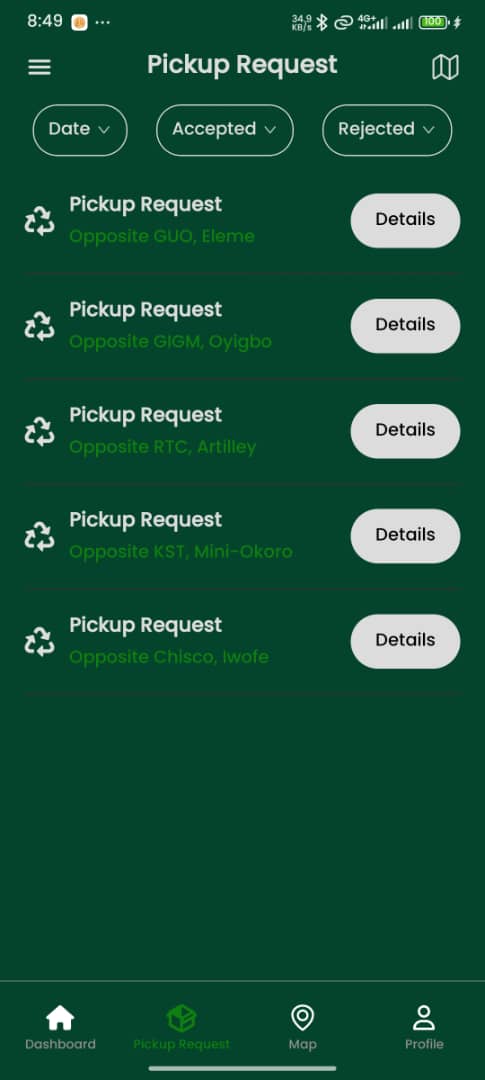 8:49 ... 34,9 KB/s 4G+ 100
Pickup Request
Date Accepted Rejected
Pickup Request
Opposite GUO, Eleme
Details
Pickup Request
Opposite GIGM, Oyigbo
Details
Pickup Request
Opposite RTC, Artilley
Details
Pickup Request
Opposite KST, Mini-Okoro
Details
Pickup Request
Opposite Chisco, Iwofe
Details
Dashboard Pickup Request Map Profile